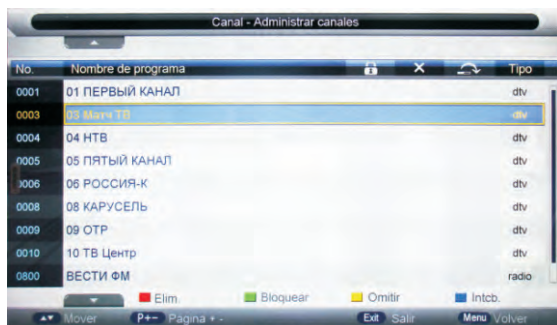 Canal - Administrar canales
No. Nombre de programa Tipo
0001 01 ПЕРВЫЙ КАНАЛ dtv
0003 03 Матч ТВ dtv
0004 04 НТВ dtv
0005 05 ПЯТЫЙ КАНАЛ dtv
0006 06 РОССИЯ-К dtv
0008 08 КАРУСЕЛЬ dtv
0009 09 ОТР dtv
0010 10 ТВ Центр dtv
0800 ВЕСТИ ФМ radio
Elim. Bloquear Omitir Intcb.
Mover P+- Página + - Exit Salir Menu Volver